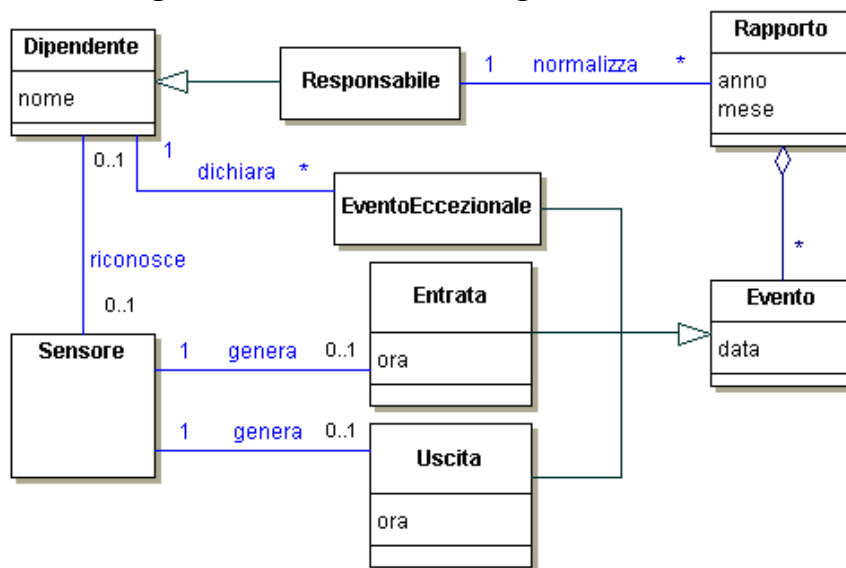 Dipendente
nome
Responsabile
1 normalizza *
Rapporto
anno
mese
0..1
1
dichiara *
EventoEccezionale
riconosce
0..1
Sensore
1 genera 0..1
Entrata
ora
*
Evento
data
1 genera 0..1
Uscita
ora